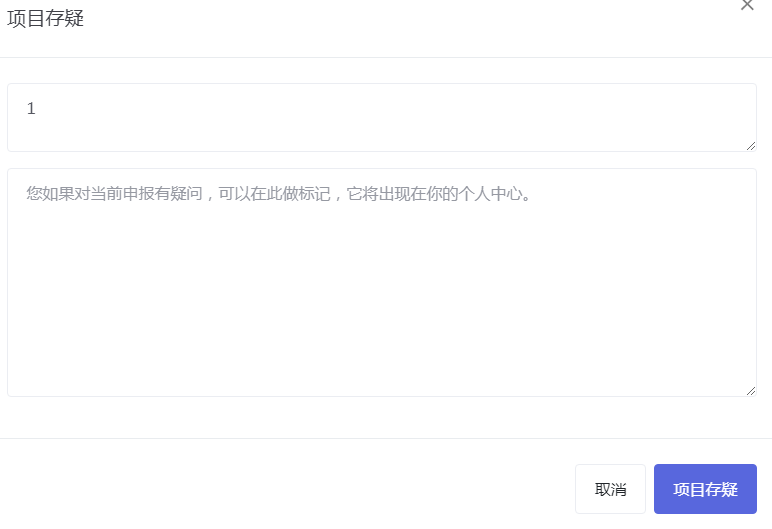 项目存疑
1
您如果对当前申报有疑问，可以在此做标记，它将出现在你的个人中心。
取消
项目存疑